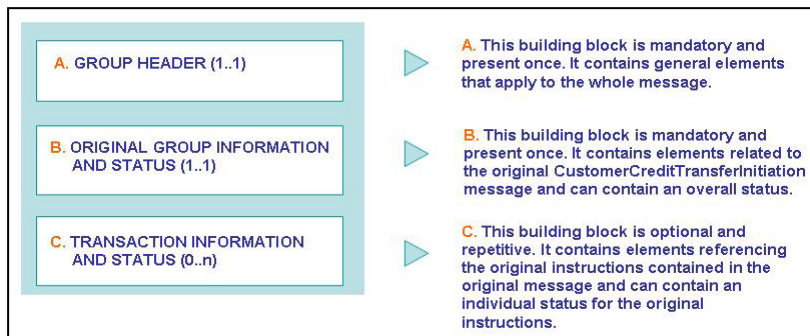 A. GROUP HEADER (1..1)
A. This building block is mandatory and
present once. It contains general elements
that apply to the whole message.
B. ORIGINAL GROUP INFORMATION
AND STATUS (1..1)
B. This building block is mandatory and
present once. It contains elements related to
the original CustomerCreditTransferInitiation
message and can contain an overall status.
C. TRANSACTION INFORMATION
AND STATUS (0..n)
C. This building block is optional and
repetitive. It contains elements referencing
the original instructions contained in the
original message and can contain an
individual status for the original
instructions.